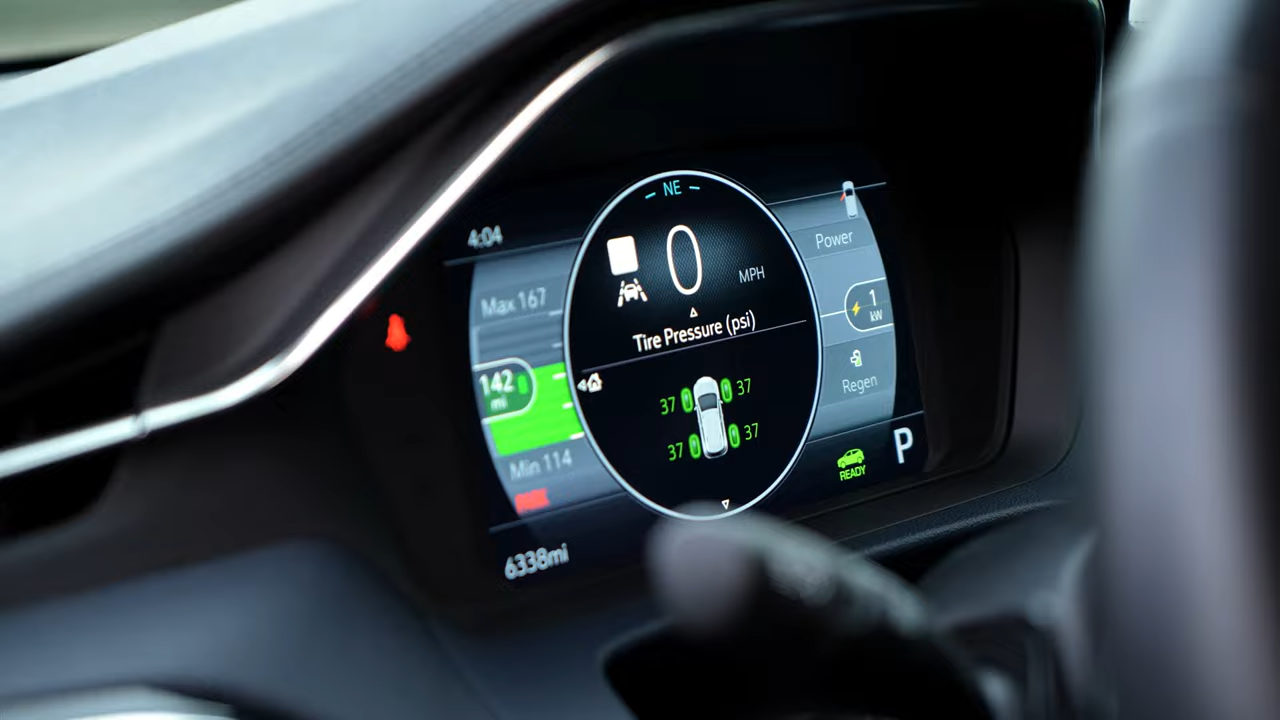 NE
4:04
0
MPH
Power
Max 167
1
kW
Tire Pressure (psi)
142
mi
37 37
37 37
Regen
Min 114
READY
P
6338mi